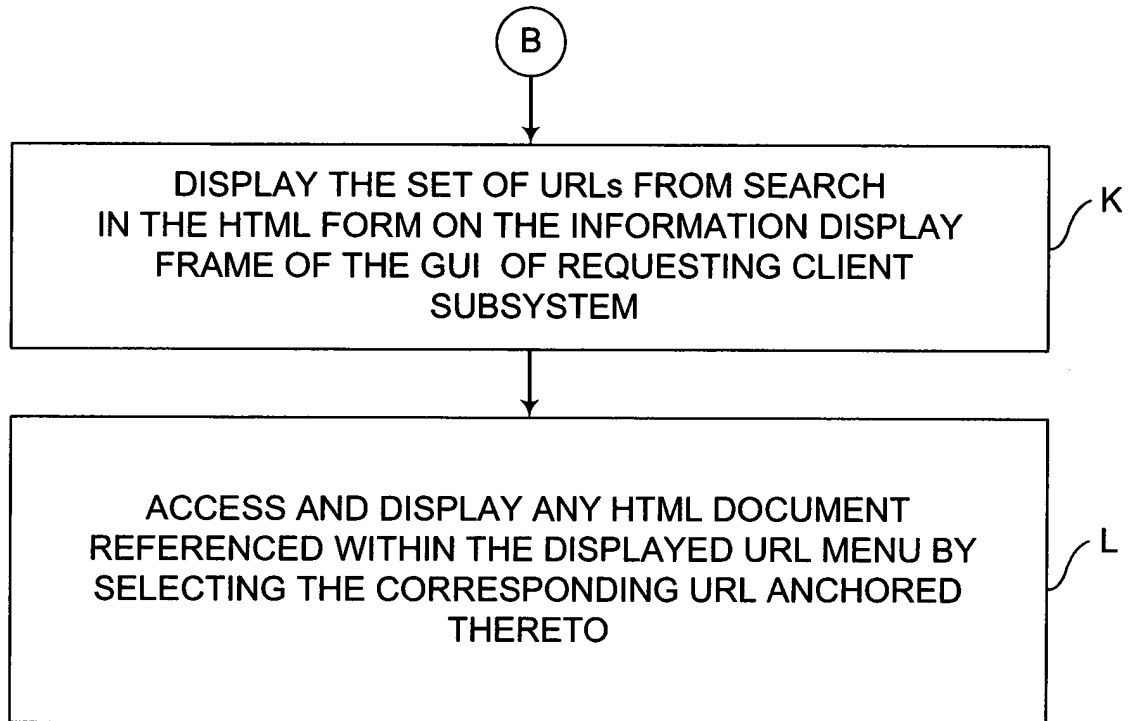 B
DISPLAY THE SET OF URLs FROM SEARCH
IN THE HTML FORM ON THE INFORMATION DISPLAY
FRAME OF THE GUI OF REQUESTING CLIENT
SUBSYSTEM
K
ACCESS AND DISPLAY ANY HTML DOCUMENT
REFERENCED WITHIN THE DISPLAYED URL MENU BY
SELECTING THE CORRESPONDING URL ANCHORED
THERETO
L